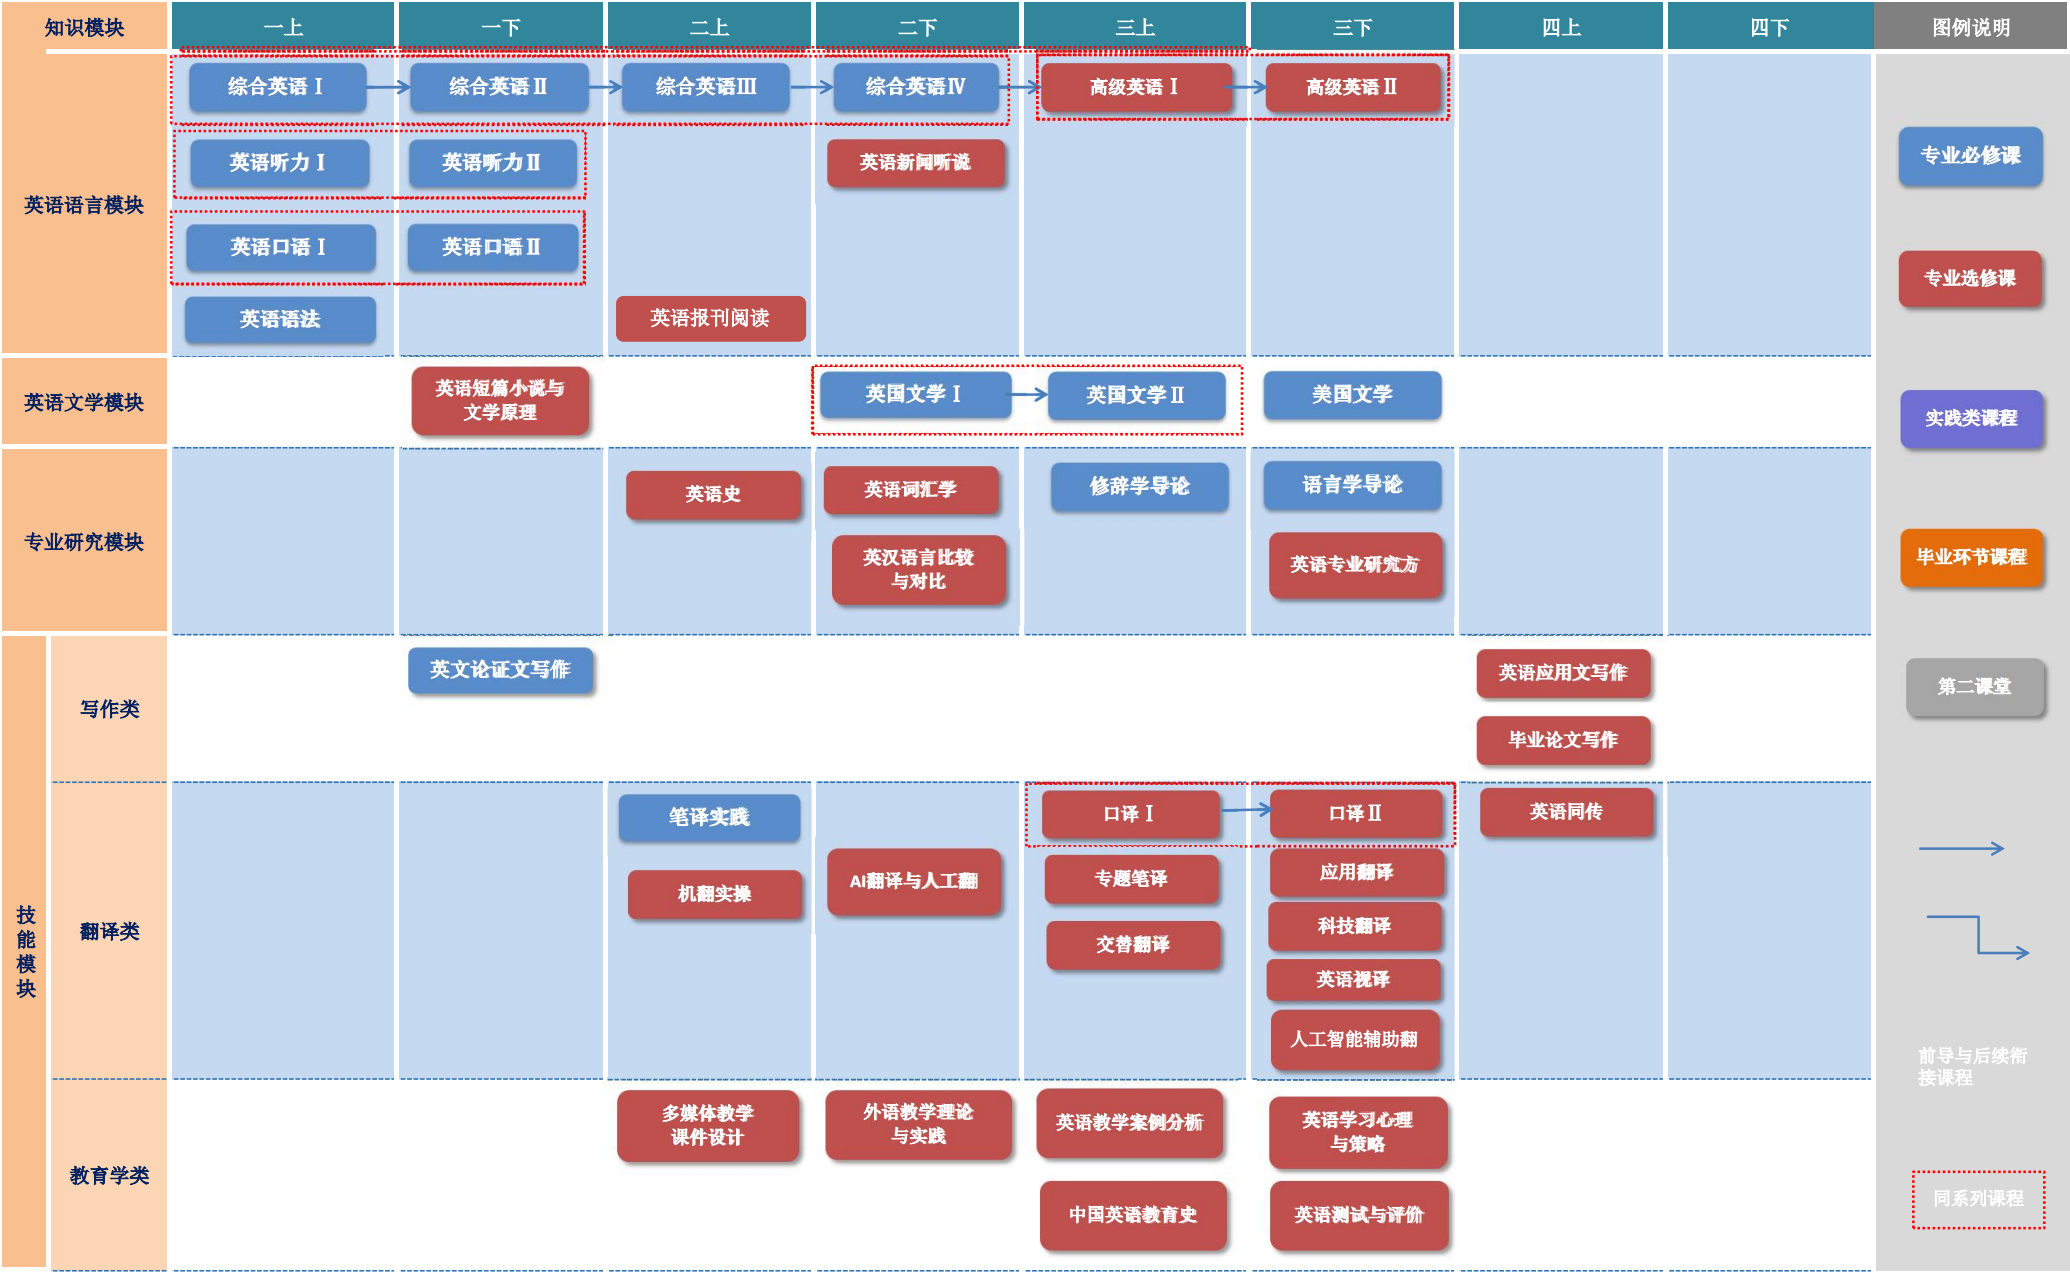 知识模块
一上
一下
二上
二下
三上
三下
四上
四下
图例说明
英语语言模块
综合英语Ⅰ
综合英语Ⅱ
综合英语Ⅲ
综合英语Ⅳ
高级英语Ⅰ
高级英语Ⅱ
英语听力Ⅰ
英语听力Ⅱ
英语新闻听说
英语口语Ⅰ
英语口语Ⅱ
英语语法
英语报刊阅读
英语文学模块
英语短篇小说与
文学原理
英国文学Ⅰ
英国文学Ⅱ
美国文学
专业研究模块
英语史
英语词汇学
修辞学导论
语言学导论
英汉语言比较
与对比
英语专业研究方
技能模块
写作类
英文论证文写作
英语应用文写作
毕业论文写作
翻译类
笔译实践
口译Ⅰ
口译Ⅱ
英语同传
机翻实操
AI翻译与人工翻
专题笔译
应用翻译
交替翻译
科技翻译
英语视译
人工智能辅助翻
教育学类
多媒体教学
课件设计
外语教学理论
与实践
英语教学案例分析
英语学习心理
与策略
中国英语教育史
英语测试与评价
专业必修课
专业选修课
实践类课程
毕业环节课程
第二课堂
前导与后续衔
接课程
同系列课程